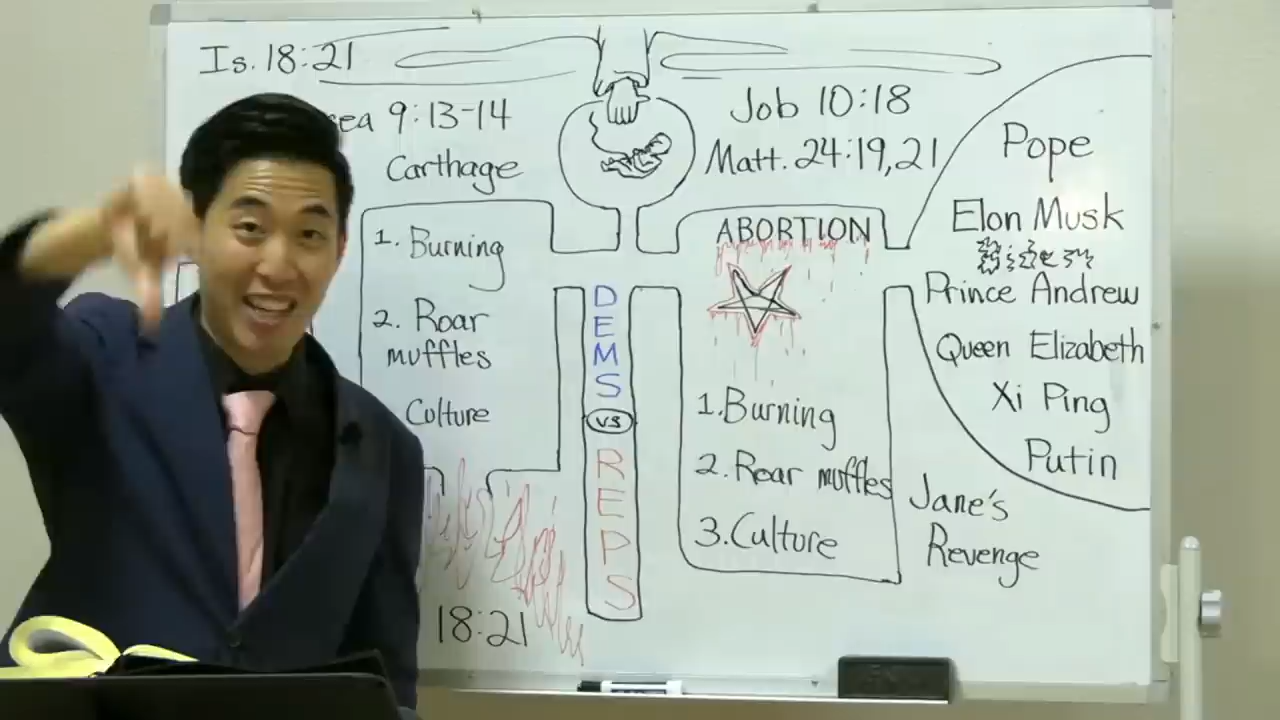 Is. 18:21
ea 9:13-14
Carthage
1. Burning
2. Roar
muffles
Culture
18:21
DEMS
vs
REPS
Job 10:18
Matt. 24:19,21
ABORTION
1. Burning
2. Roar muffles
3. Culture
Pope
Elon Musk
Prince Andrew
Queen Elizabeth
Xi Ping
Putin
Jane's
Revenge